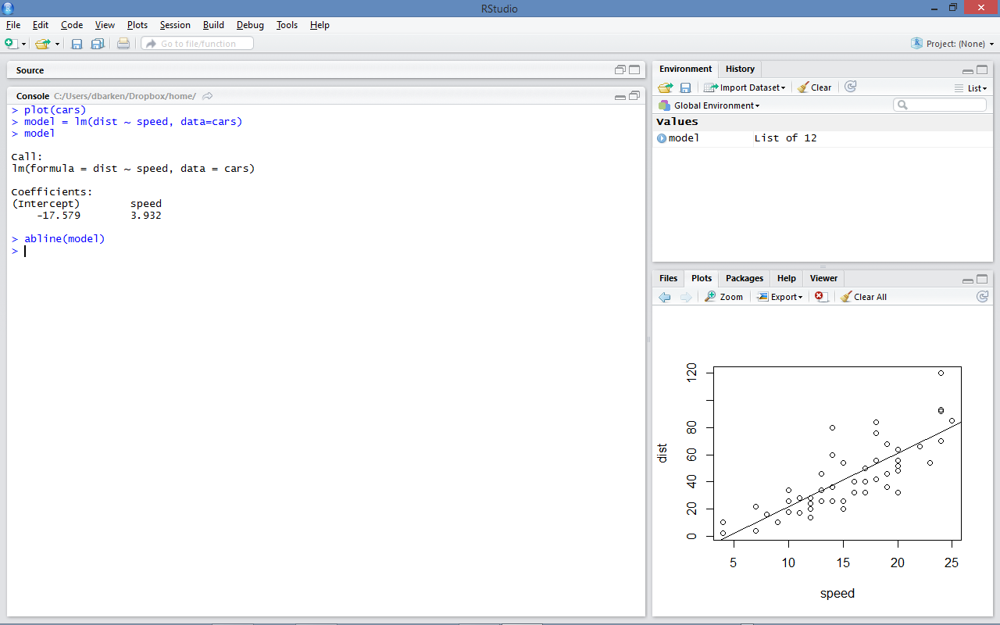 RStudio
File Edit Code View Plots Session Build Debug Tools Help
Go to file/function
Project: (None)
Source
Console C:/Users/dbarken/Dropbox/home/
> plot(cars)
> model = lm(dist ~ speed, data=cars)
> model
Call:
lm(formula = dist ~ speed, data = cars)
Coefficients:
(Intercept) speed
-17.579 3.932
> abline(model)
>
Environment History
Import Dataset Clear List
Global Environment
Values
model List of 12
Files Plots Packages Help Viewer
Zoom Export Clear All
120
80
60
40
20
0
dist
5 10 15 20 25
speed